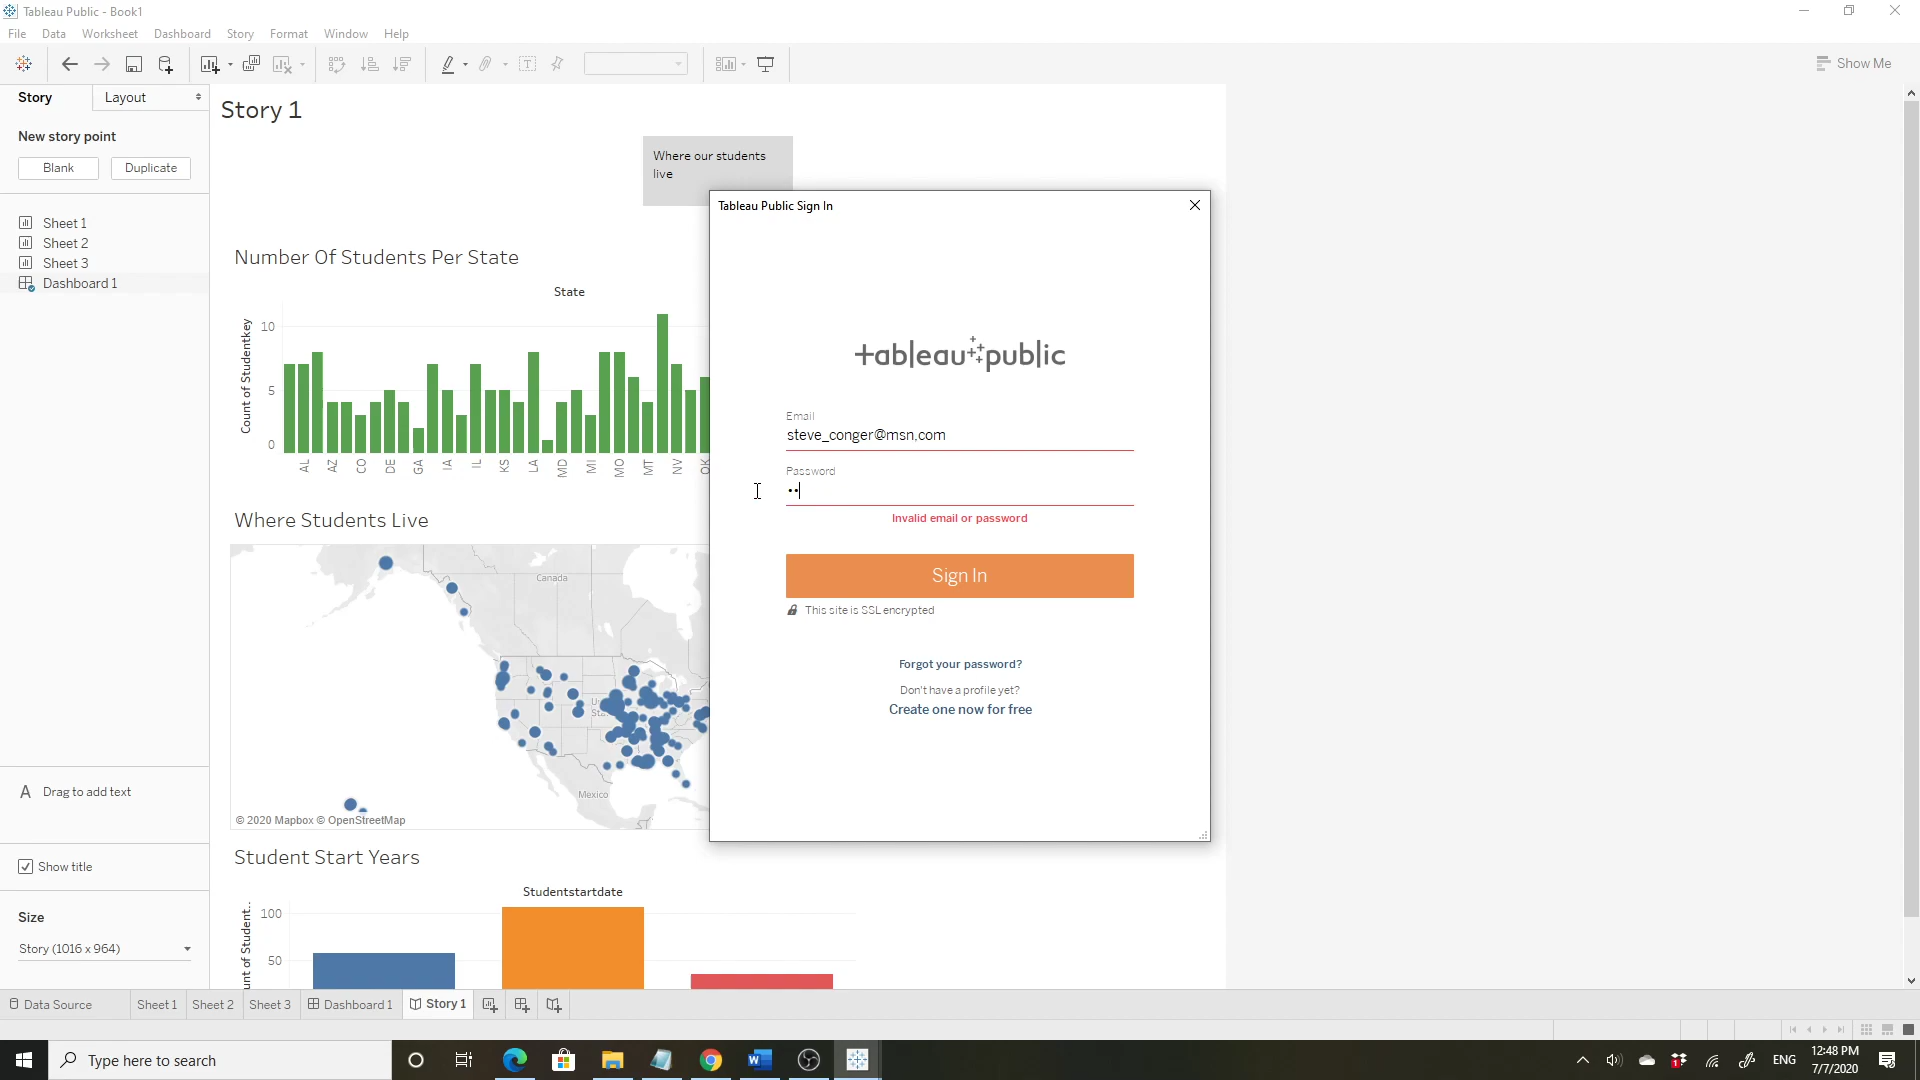 Tableau Public - Book1
File Data Worksheet Dashboard Story Format Window Help
Show Me
Story Layout
New story point
Blank Duplicate
Sheet 1
Sheet 2
Sheet 3
Dashboard 1
A Drag to add text
Show title
Size
Story (1016 x 964)
Story 1
Where our students
live
Number Of Students Per State
State
Count of Studentkey
10
5
0
AL AZ CO DE GA IA IL KS LA MD MI MO MT NV OK
Where Students Live
Canada
Mexico
© 2020 Mapbox © OpenStreetMap
Student Start Years
Studentstartdate
100
50
Tableau Public Sign In
+ableau public
Email
steve_conger@msn,com
Password
••
Invalid email or password
Sign In
This site is SSL encrypted
Forgot your password?
Don't have a profile yet?
Create one now for free
Data Source Sheet 1 Sheet 2 Sheet 3 Dashboard 1 Story 1
Type here to search
ENG
12:48 PM
7/7/2020